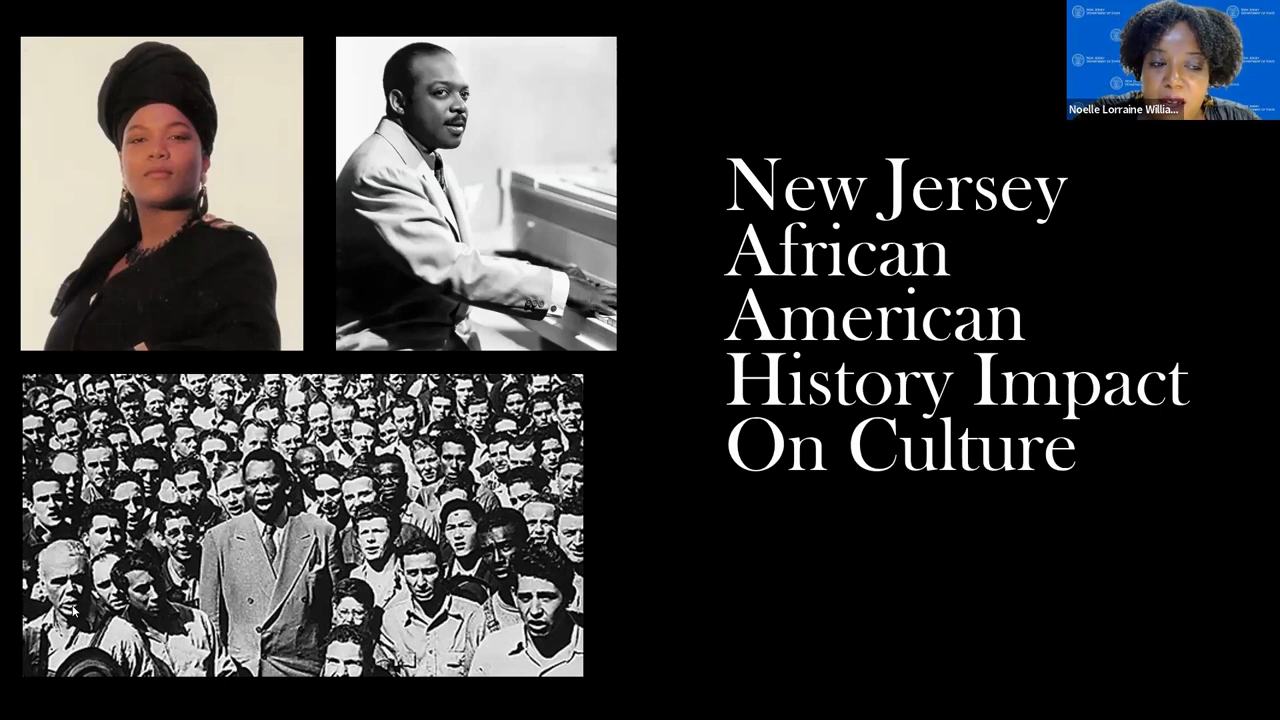 New Jersey
African
American
History Impact
On Culture
Noelle Lorraine Willia...